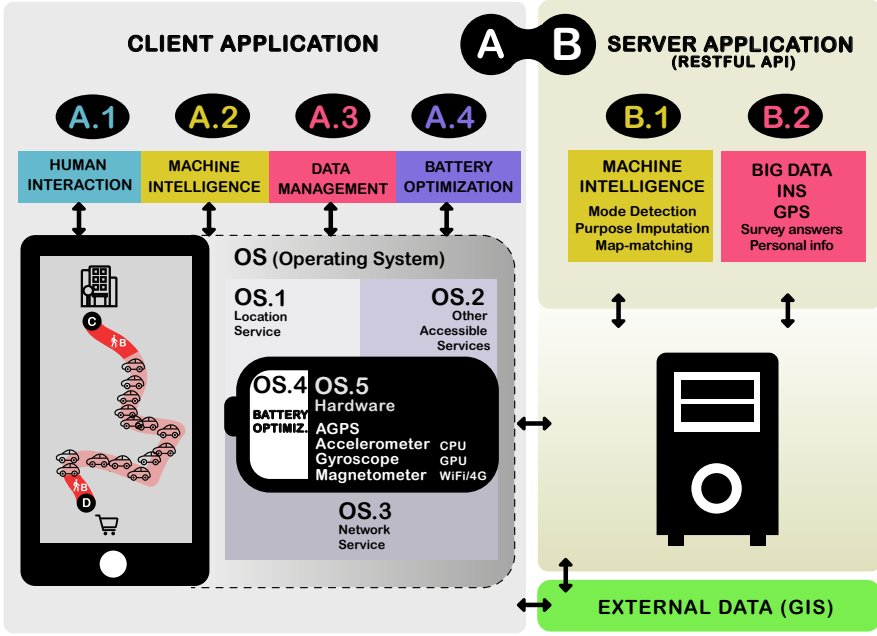 CLIENT APPLICATION
A B
SERVER APPLICATION
(RESTFUL API)
A.1
A.2
A.3
A.4
HUMAN
INTERACTION
MACHINE
INTELLIGENCE
DATA
MANAGEMENT
BATTERY
OPTIMIZATION
B.1
B.2
MACHINE
INTELLIGENCE
Mode Detection
Purpose Imputation
Map-matching
BIG DATA
INS
GPS
Survey answers
Personal info
C
B
B
D
OS (Operating System)
OS.1
Location
Service
OS.2
Other
Accessible
Services
OS.4
BATTERY
OPTIMIZ.
OS.5
Hardware
AGPS
Accelerometer CPU
Gyroscope GPU
Magnetometer WiFi/4G
OS.3
Network
Service
EXTERNAL DATA (GIS)